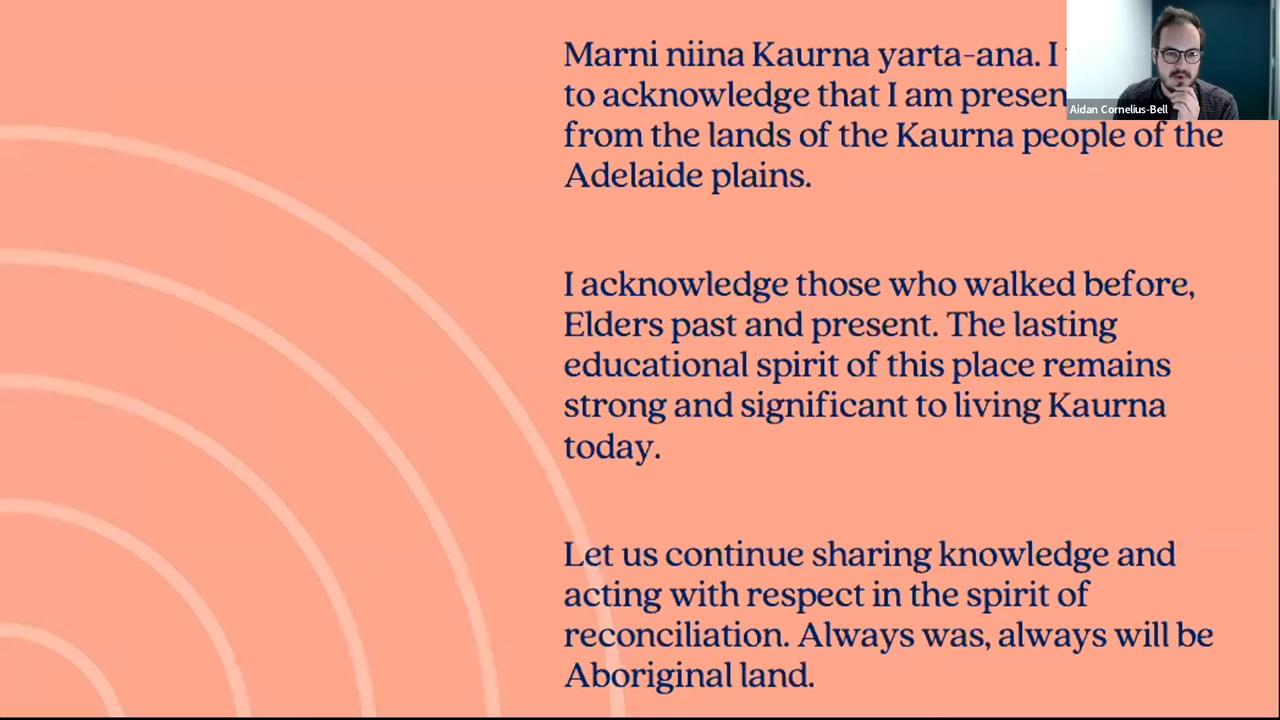 Marni niina Kaurna yarta-ana. I
to acknowledge that I am presen
from the lands of the Kaurna people of the
Adelaide plains.
I acknowledge those who walked before,
Elders past and present. The lasting
educational spirit of this place remains
strong and significant to living Kaurna
today.
Let us continue sharing knowledge and
acting with respect in the spirit of
reconciliation. Always was, always will be
Aboriginal land.
Aidan Cornelius-Bell